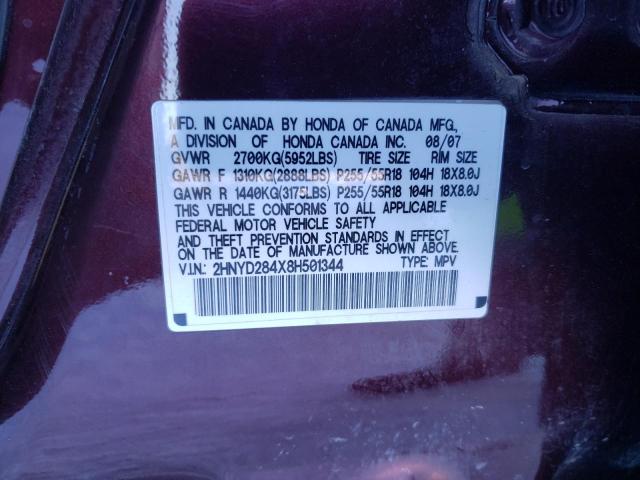 MFD. IN CANADA BY HONDA OF CANADA MFG.,
A DIVISION OF HONDA CANADA INC. 08/07
GVWR 2700KG(5952LBS) TIRE SIZE RIM SIZE
GAWR F 1310KG(2888LBS) P255/55R18 104H 18X8.0J
GAWR R 1440KG(3175LBS) P255/55R18 104H 18X8.0J
THIS VEHICLE CONFORMS TO ALL APPLICABLE
FEDERAL MOTOR VEHICLE SAFETY
AND THEFT PREVENTION STANDARDS IN EFFECT
ON THE DATE OF MANUFACTURE SHOWN ABOVE.
V.I.N.: 2HNYD284X8H501344 TYPE: MPV